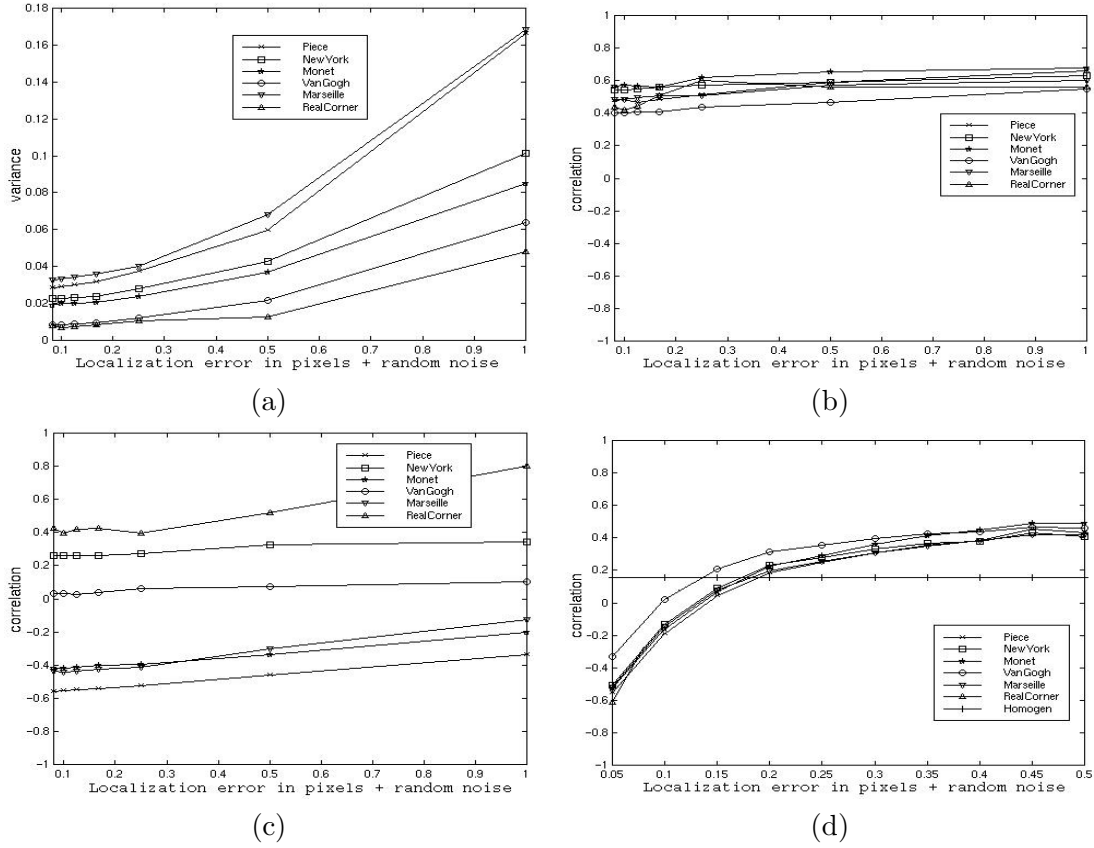 0.18
0.16
0.14
0.12
0.1
0.08
0.06
0.04
0.02
0
variance
Piece
NewYork
Monet
VanGogh
Marseille
RealCorner
0.1 0.2 0.3 0.4 0.5 0.6 0.7 0.8 0.9 1
Localization error in pixels + random noise
(a)
1
0.8
0.6
0.4
0.2
0
-0.2
-0.4
-0.6
-0.8
-1
correlation
Piece
NewYork
Monet
VanGogh
Marseille
RealCorner
0.1 0.2 0.3 0.4 0.5 0.6 0.7 0.8 0.9 1
Localization error in pixels + random noise
(b)
1
0.8
0.6
0.4
0.2
0
-0.2
-0.4
-0.6
-0.8
-1
correlation
Piece
NewYork
Monet
VanGogh
Marseille
RealCorner
0.1 0.2 0.3 0.4 0.5 0.6 0.7 0.8 0.9 1
Localization error in pixels + random noise
(c)
1
0.8
0.6
0.4
0.2
0
-0.2
-0.4
-0.6
-0.8
-1
correlation
Piece
NewYork
Monet
VanGogh
Marseille
RealCorner
Homogen
0.05 0.1 0.15 0.2 0.25 0.3 0.35 0.4 0.45 0.5
Localization error in pixels + random noise
(d)